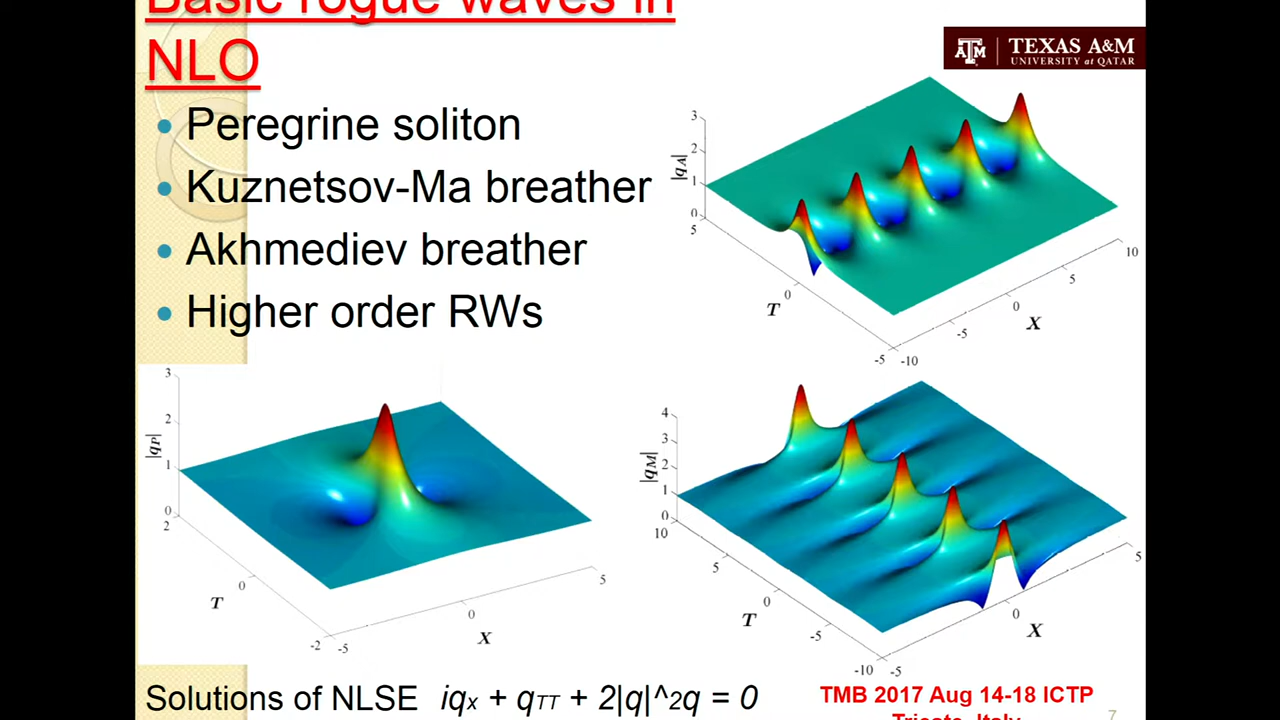 Basic rogue waves in
NLO
TEXAS A&M
UNIVERSITY at QATAR
• Peregrine soliton
• Kuznetsov-Ma breather
• Akhmediev breather
• Higher order RWs
3
2
1
0
|qA|
5
0
-5
T
-10
-5
0
5
10
X
3
2
1
0
|qP|
2
0
-2
T
-5
0
5
X
4
3
2
1
0
|qM|
10
5
0
-5
-10
T
-5
0
5
X
Solutions of NLSE iqx + qTT + 2|q|^2q = 0
TMB 2017 Aug 14-18 ICTP
Trieste, Italy
7